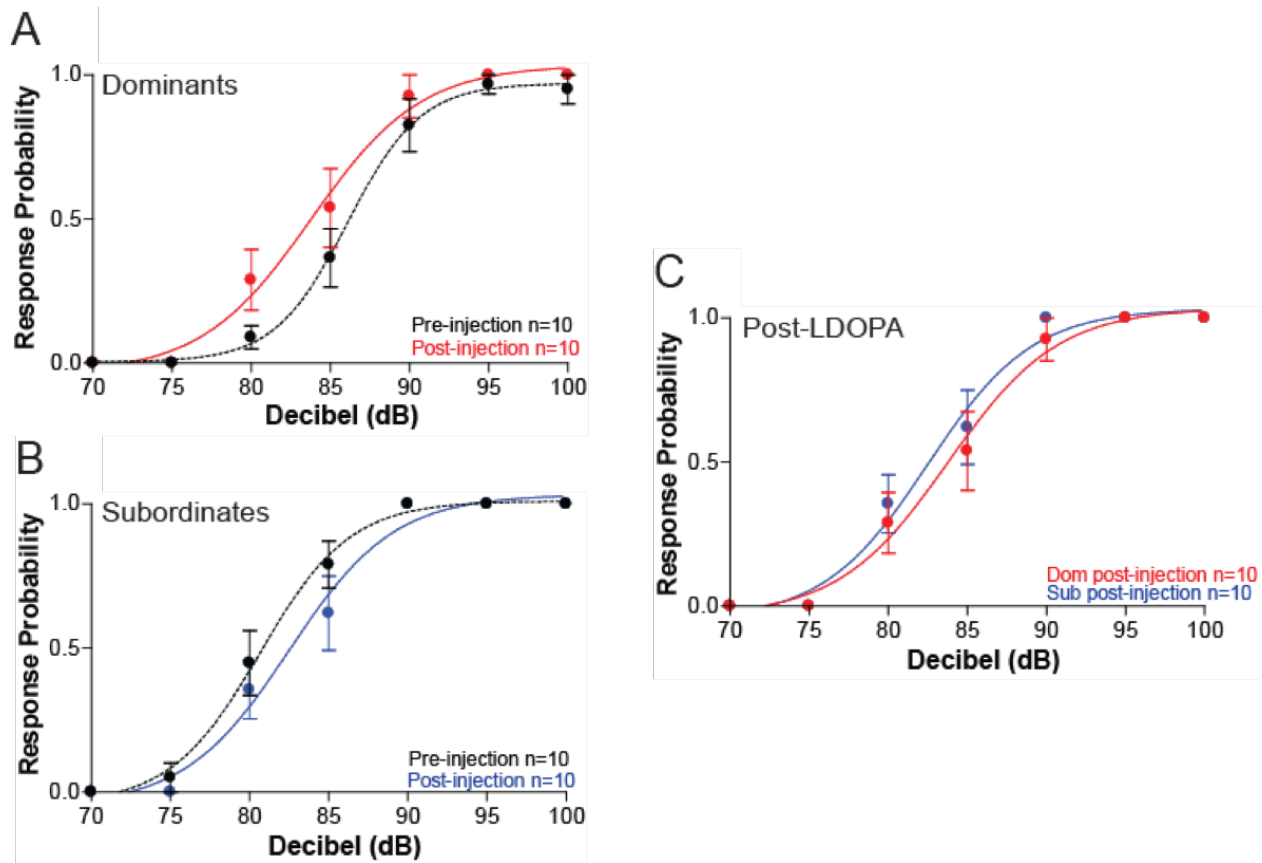 A
Dominants
Response Probability
1.0
0.5
0.0
Pre-injection n=10
Post-injection n=10
70 75 80 85 90 95 100
Decibel (dB)
B
Subordinates
Response Probability
1.0
0.5
0.0
Pre-injection n=10
Post-injection n=10
70 75 80 85 90 95 100
Decibel (dB)
C
Post-LDOPA
Response Probability
1.0
0.5
0.0
Dom post-injection n=10
Sub post-injection n=10
70 75 80 85 90 95 100
Decibel (dB)